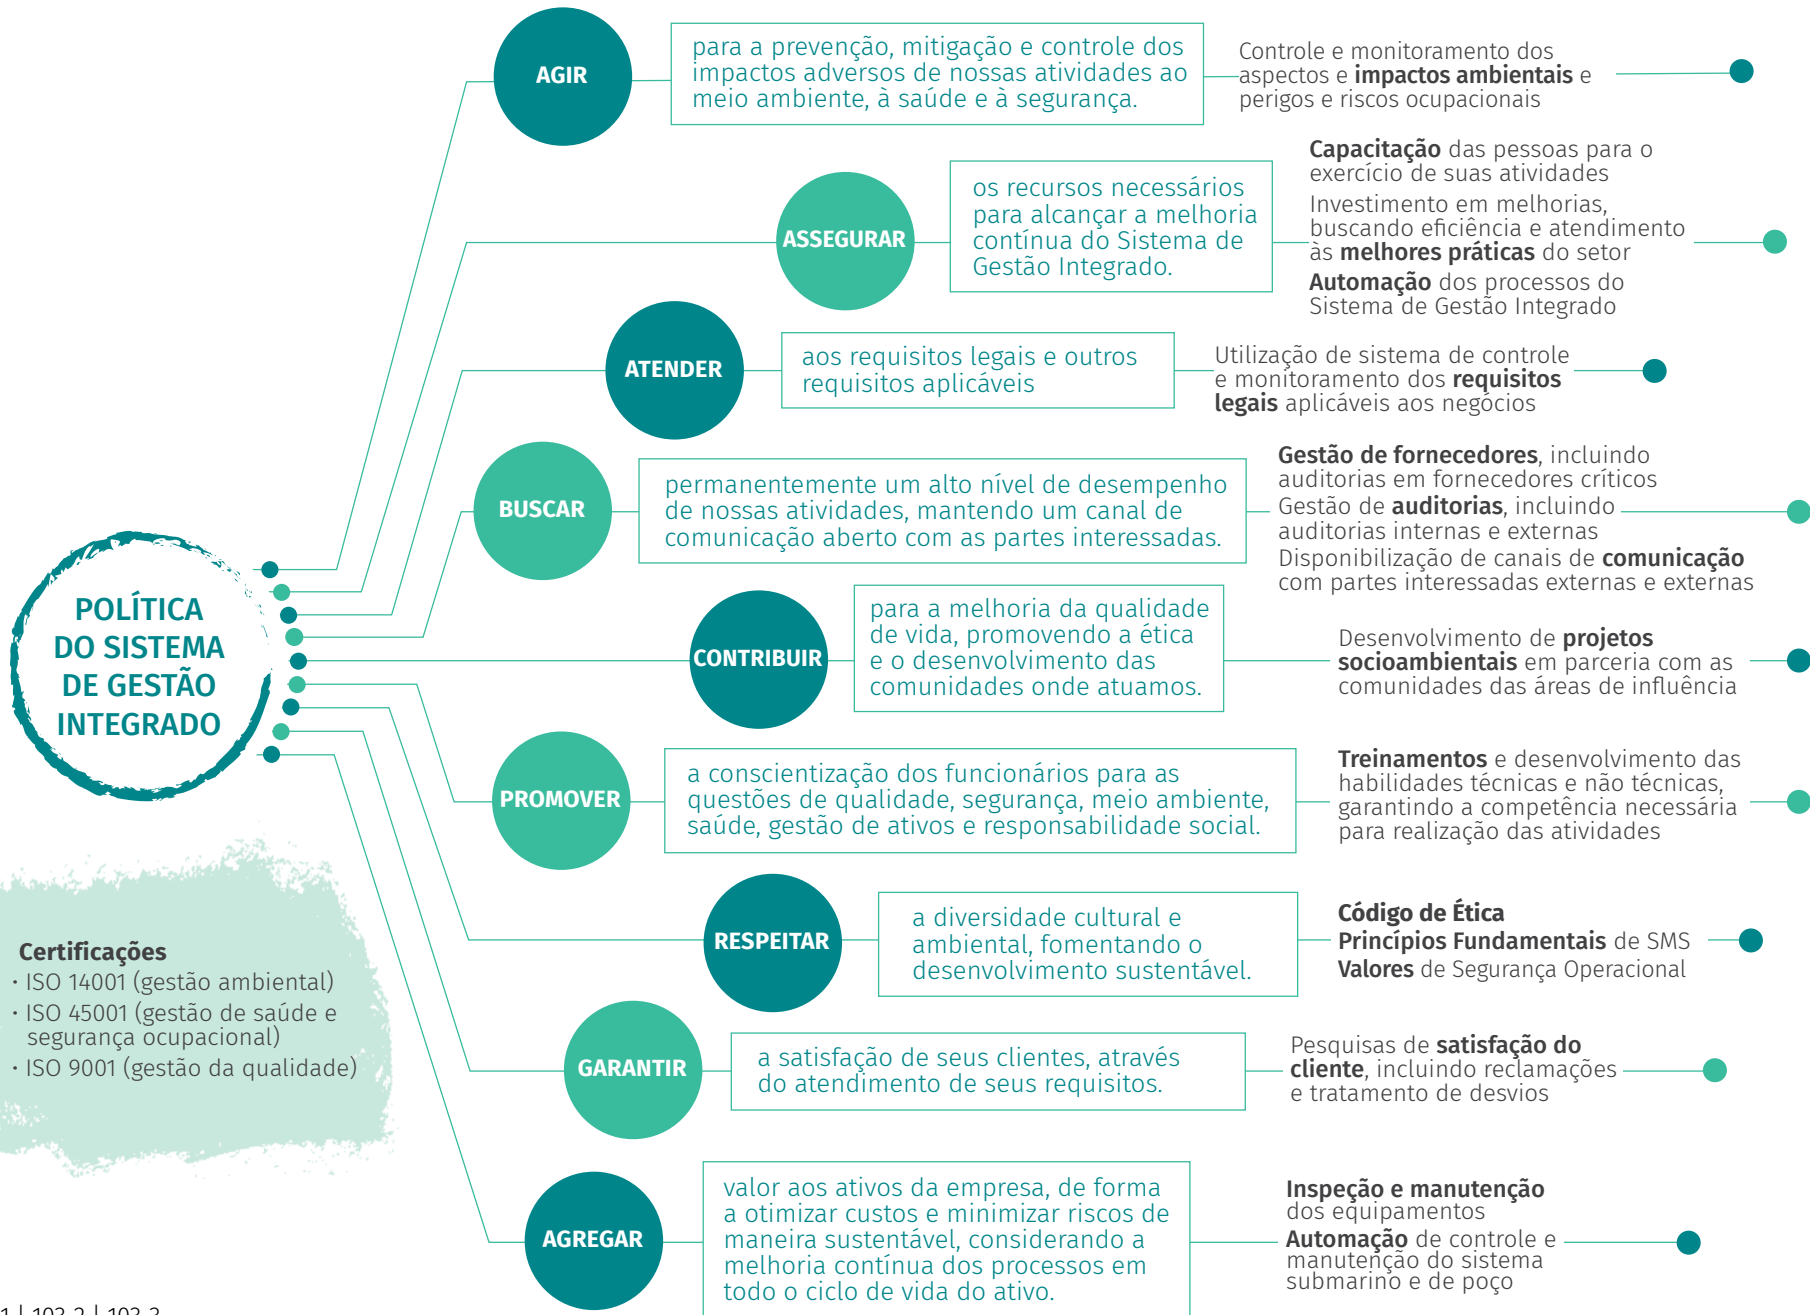 AGIR
para a prevenção, mitigação e controle dos
impactos adversos de nossas atividades ao
meio ambiente, à saúde e à segurança.
Controle e monitoramento dos
aspectos e impactos ambientais e
perigos e riscos ocupacionais
ASSEGURAR
os recursos necessários
para alcançar a melhoria
contínua do Sistema de
Gestão Integrado.
Capacitação das pessoas para o
exercício de suas atividades
Investimento em melhorias,
buscando eficiência e atendimento
às melhores práticas do setor
Automação dos processos do
Sistema de Gestão Integrado
ATENDER
aos requisitos legais e outros
requisitos aplicáveis
Utilização de sistema de controle
e monitoramento dos requisitos
legais aplicáveis aos negócios
BUSCAR
permanentemente um alto nível de desempenho
de nossas atividades, mantendo um canal de
comunicação aberto com as partes interessadas.
Gestão de fornecedores, incluindo
auditorias em fornecedores críticos
Gestão de auditorias, incluindo
auditorias internas e externas
Disponibilização de canais de comunicação
com partes interessadas externas e externas
POLÍTICA
DO SISTEMA
DE GESTÃO
INTEGRADO
CONTRIBUIR
para a melhoria da qualidade
de vida, promovendo a ética
e o desenvolvimento das
comunidades onde atuamos.
Desenvolvimento de projetos
socioambientais em parceria com as
comunidades das áreas de influência
PROMOVER
a conscientização dos funcionários para as
questões de qualidade, segurança, meio ambiente,
saúde, gestão de ativos e responsabilidade social.
Treinamentos e desenvolvimento das
habilidades técnicas e não técnicas,
garantindo a competência necessária
para realização das atividades
RESPEITAR
a diversidade cultural e
ambiental, fomentando o
desenvolvimento sustentável.
Código de Ética
Princípios Fundamentais de SMS
Valores de Segurança Operacional
Certificações
· ISO 14001 (gestão ambiental)
· ISO 45001 (gestão de saúde e
segurança ocupacional)
· ISO 9001 (gestão da qualidade)
GARANTIR
a satisfação de seus clientes, através
do atendimento de seus requisitos.
Pesquisas de satisfação do
cliente, incluindo reclamações
e tratamento de desvios
AGREGAR
valor aos ativos da empresa, de forma
a otimizar custos e minimizar riscos de
maneira sustentável, considerando a
melhoria contínua dos processos em
todo o ciclo de vida do ativo.
Inspeção e manutenção
dos equipamentos
Automação de controle e
manutenção do sistema
submarino e de poço
1 | 103-2 | 103-3